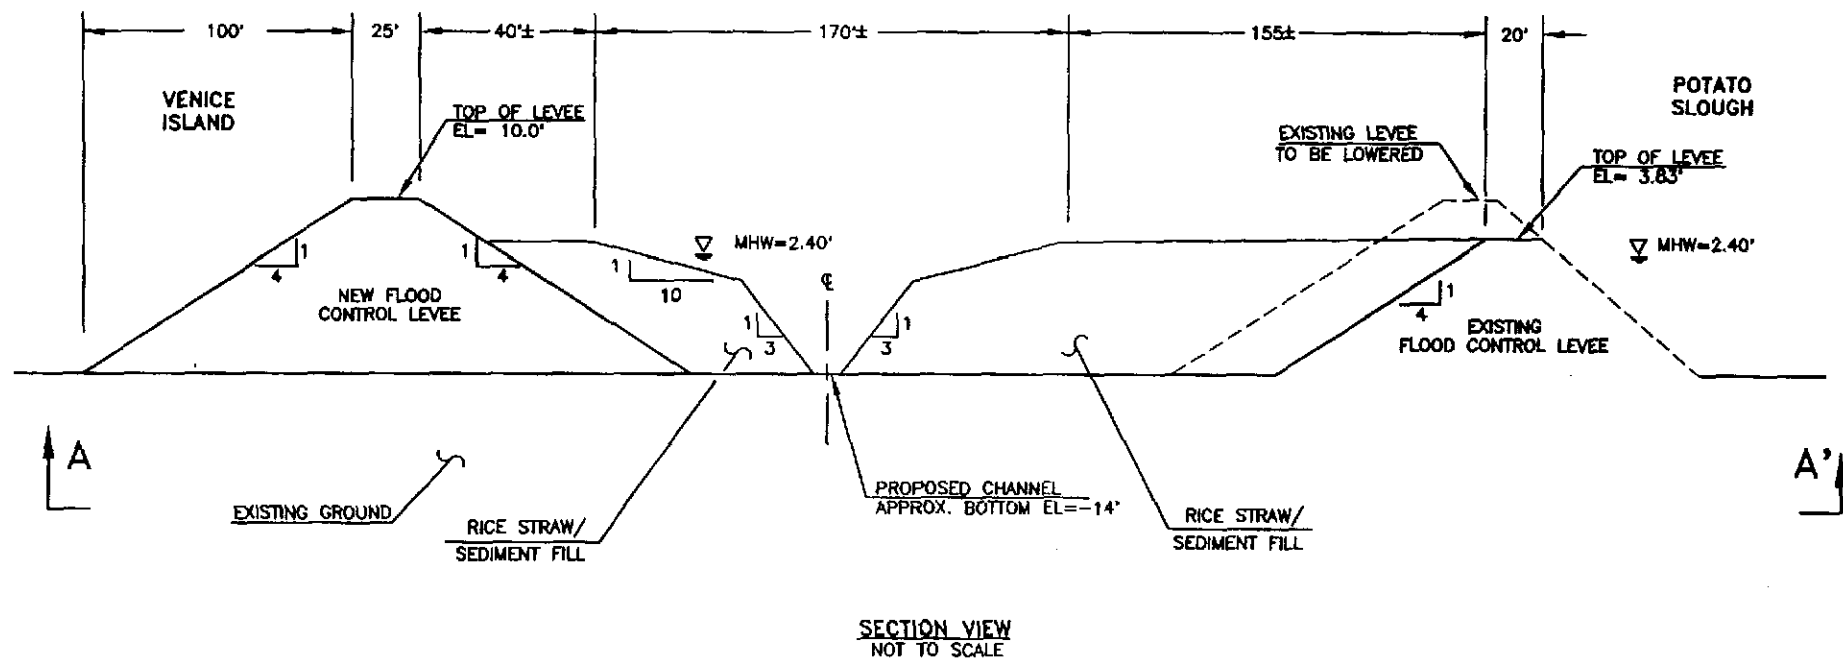 100'
25'
40'±
170'±
155±
20'
VENICE
ISLAND
POTATO
SLOUGH
TOP OF LEVEE
EL= 10.0'
EXISTING LEVEE
TO BE LOWERED
TOP OF LEVEE
EL= 3.83'
MHW=2.40'
MHW=2.40'
1
4
1
4
1
10
1
3
1
3
1
4
℄
NEW FLOOD
CONTROL LEVEE
EXISTING
FLOOD CONTROL LEVEE
A
A'
EXISTING GROUND
RICE STRAW/
SEDIMENT FILL
PROPOSED CHANNEL
APPROX. BOTTOM EL=-14'
RICE STRAW/
SEDIMENT FILL
SECTION VIEW
NOT TO SCALE